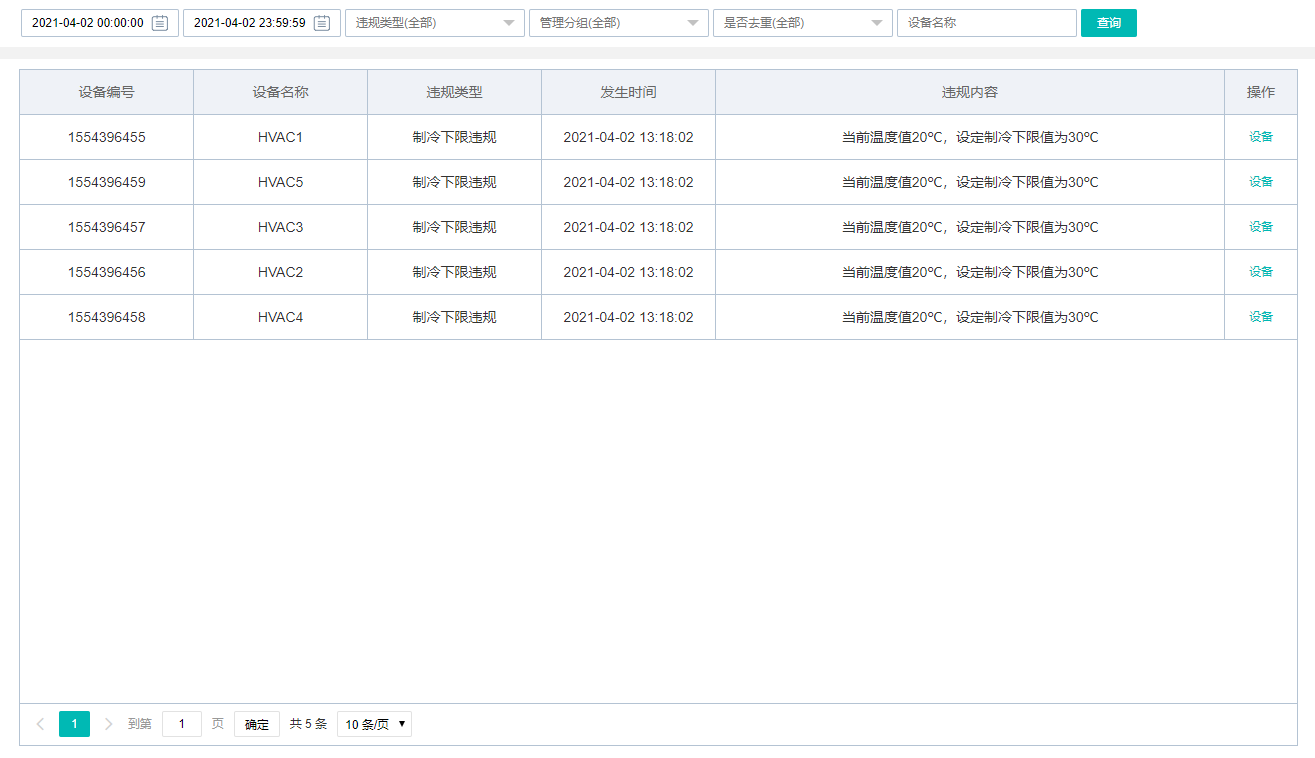 2021-04-02 00:00:00 2021-04-02 23:59:59 违规类型(全部) 管理分组(全部) 是否去重(全部) 设备名称 查询
设备编号 设备名称 违规类型 发生时间 违规内容 操作
1554396455 HVAC1 制冷下限违规 2021-04-02 13:18:02 当前温度值20℃，设定制冷下限值为30℃ 设备
1554396459 HVAC5 制冷下限违规 2021-04-02 13:18:02 当前温度值20℃，设定制冷下限值为30℃ 设备
1554396457 HVAC3 制冷下限违规 2021-04-02 13:18:02 当前温度值20℃，设定制冷下限值为30℃ 设备
1554396456 HVAC2 制冷下限违规 2021-04-02 13:18:02 当前温度值20℃，设定制冷下限值为30℃ 设备
1554396458 HVAC4 制冷下限违规 2021-04-02 13:18:02 当前温度值20℃，设定制冷下限值为30℃ 设备
1 到第 1 页 确定 共 5 条 10 条/页